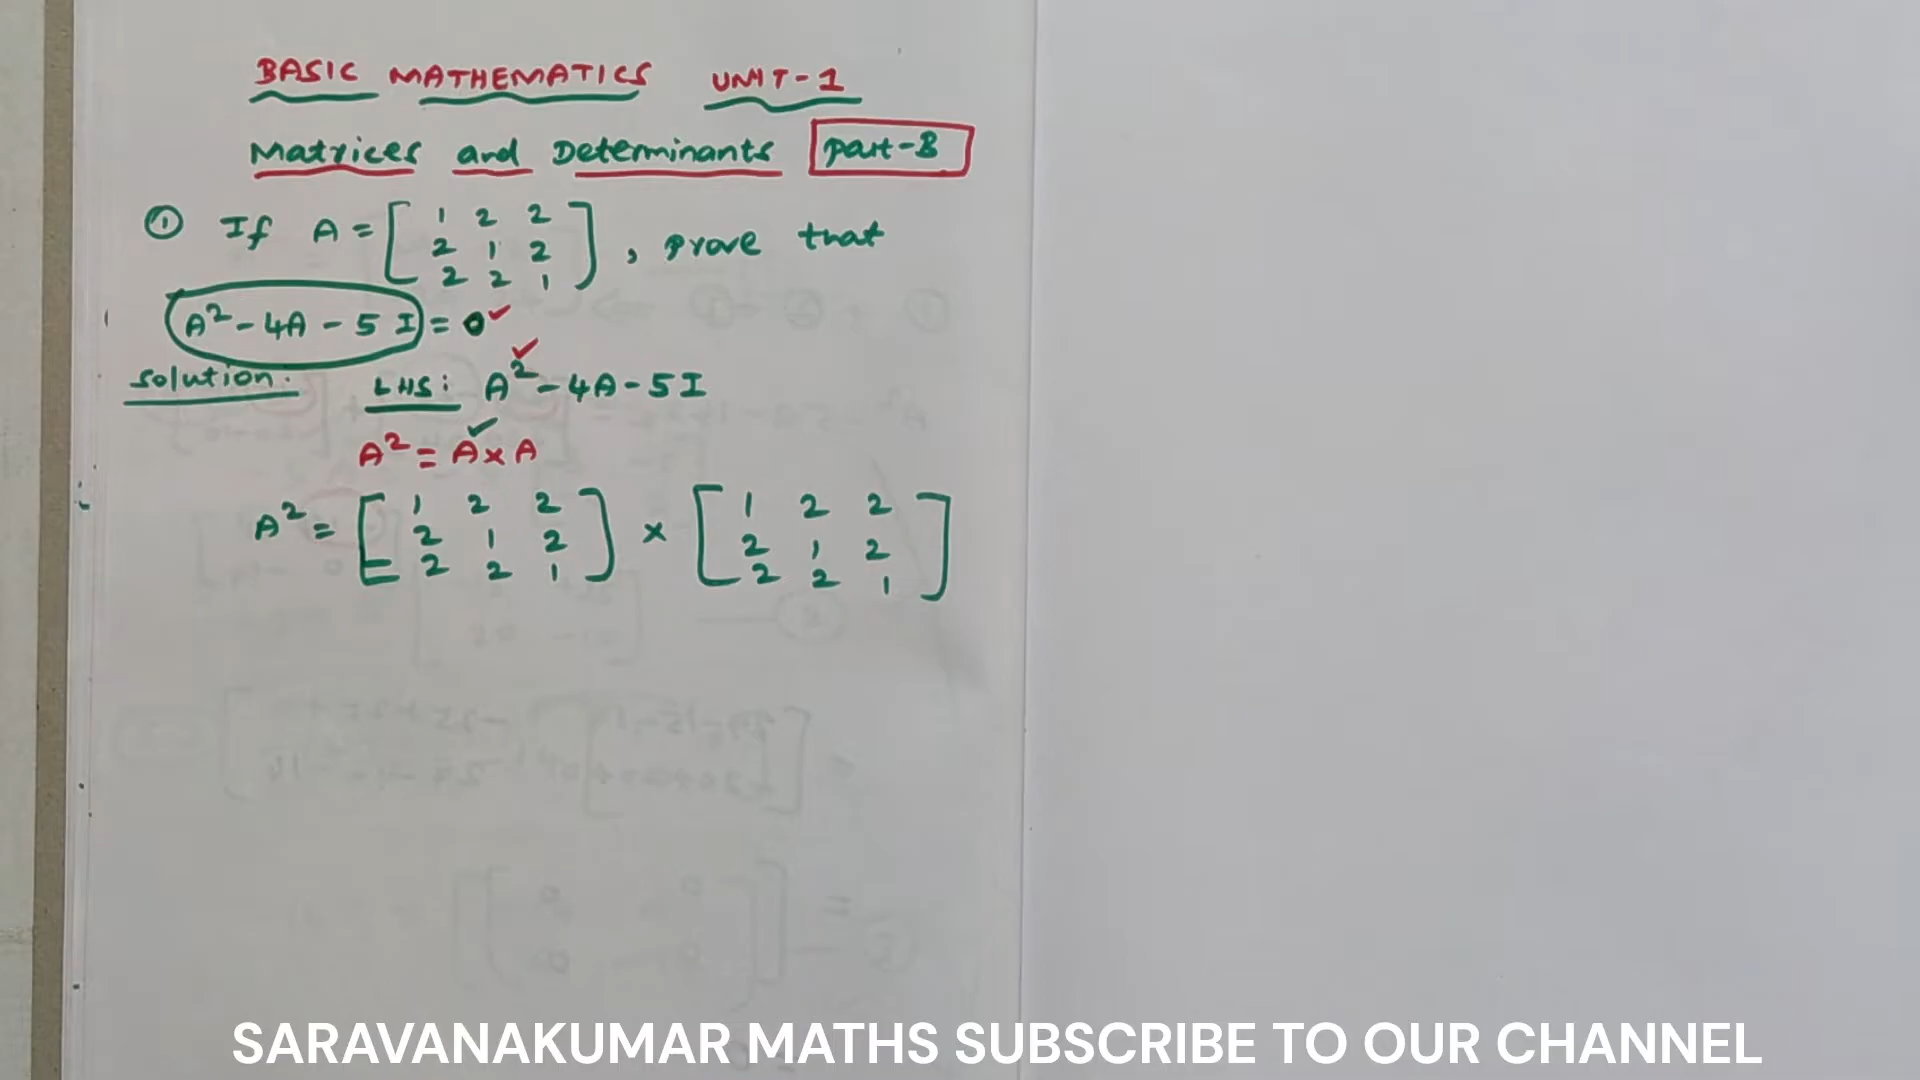 BASIC MATHEMATICS UNIT-1
Matrices and Determinants Part-B
① If A = [ 1 2 2
2 1 2
2 2 1 ] , prove that
A² - 4A - 5I = 0 ✓
Solution. LHS: A² - 4A - 5I
A² = A × A
A² = [ 1 2 2 ] × [ 1 2 2 ]
2 1 2 2 1 2
2 2 1 2 2 1
SARAVANAKUMAR MATHS SUBSCRIBE TO OUR CHANNEL